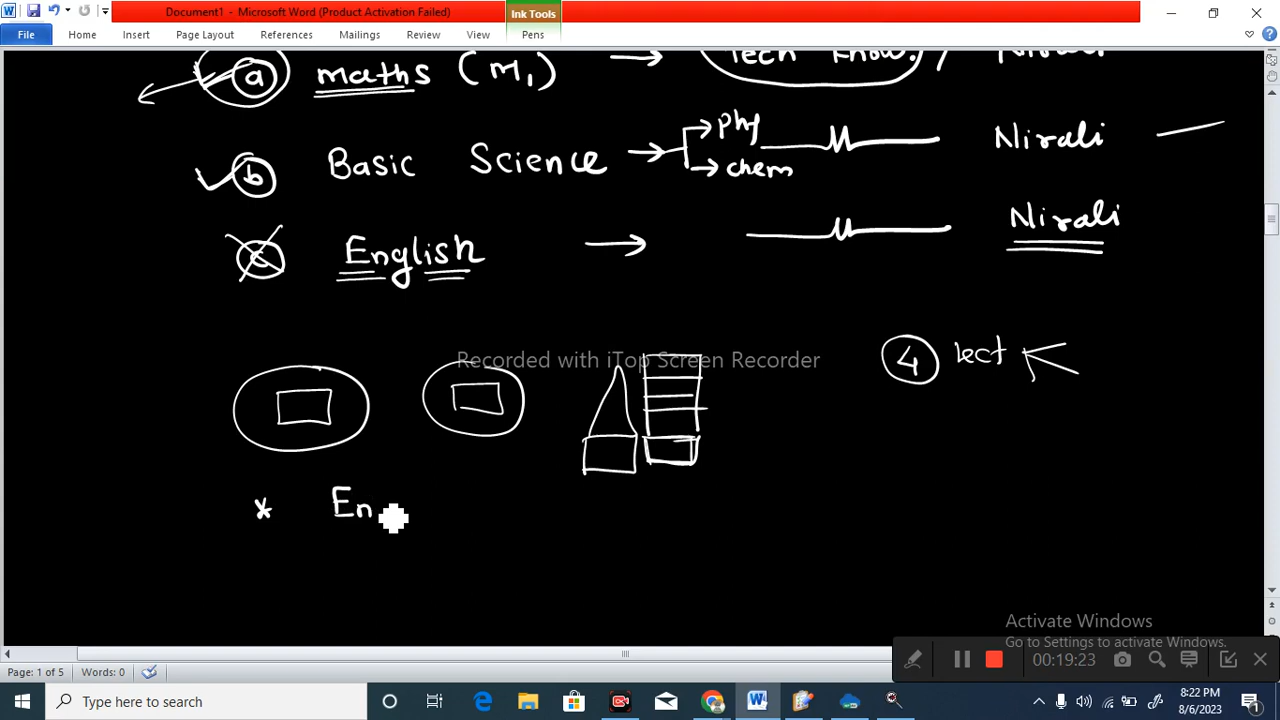 Document1 - Microsoft Word (Product Activation Failed)
Ink Tools
File Home Insert Page Layout References Mailings Review View Pens
a maths (M1) → Tech Know. / Nirali
b Basic Science → phy Nirali
→ chem
c English → Nirali
4 lect
Recorded with iTop Screen Recorder
* En
Activate Windows
Go to Settings to activate Windows.
00:19:23
Page: 1 of 5 Words: 0
Type here to search
8:22 PM
8/6/2023